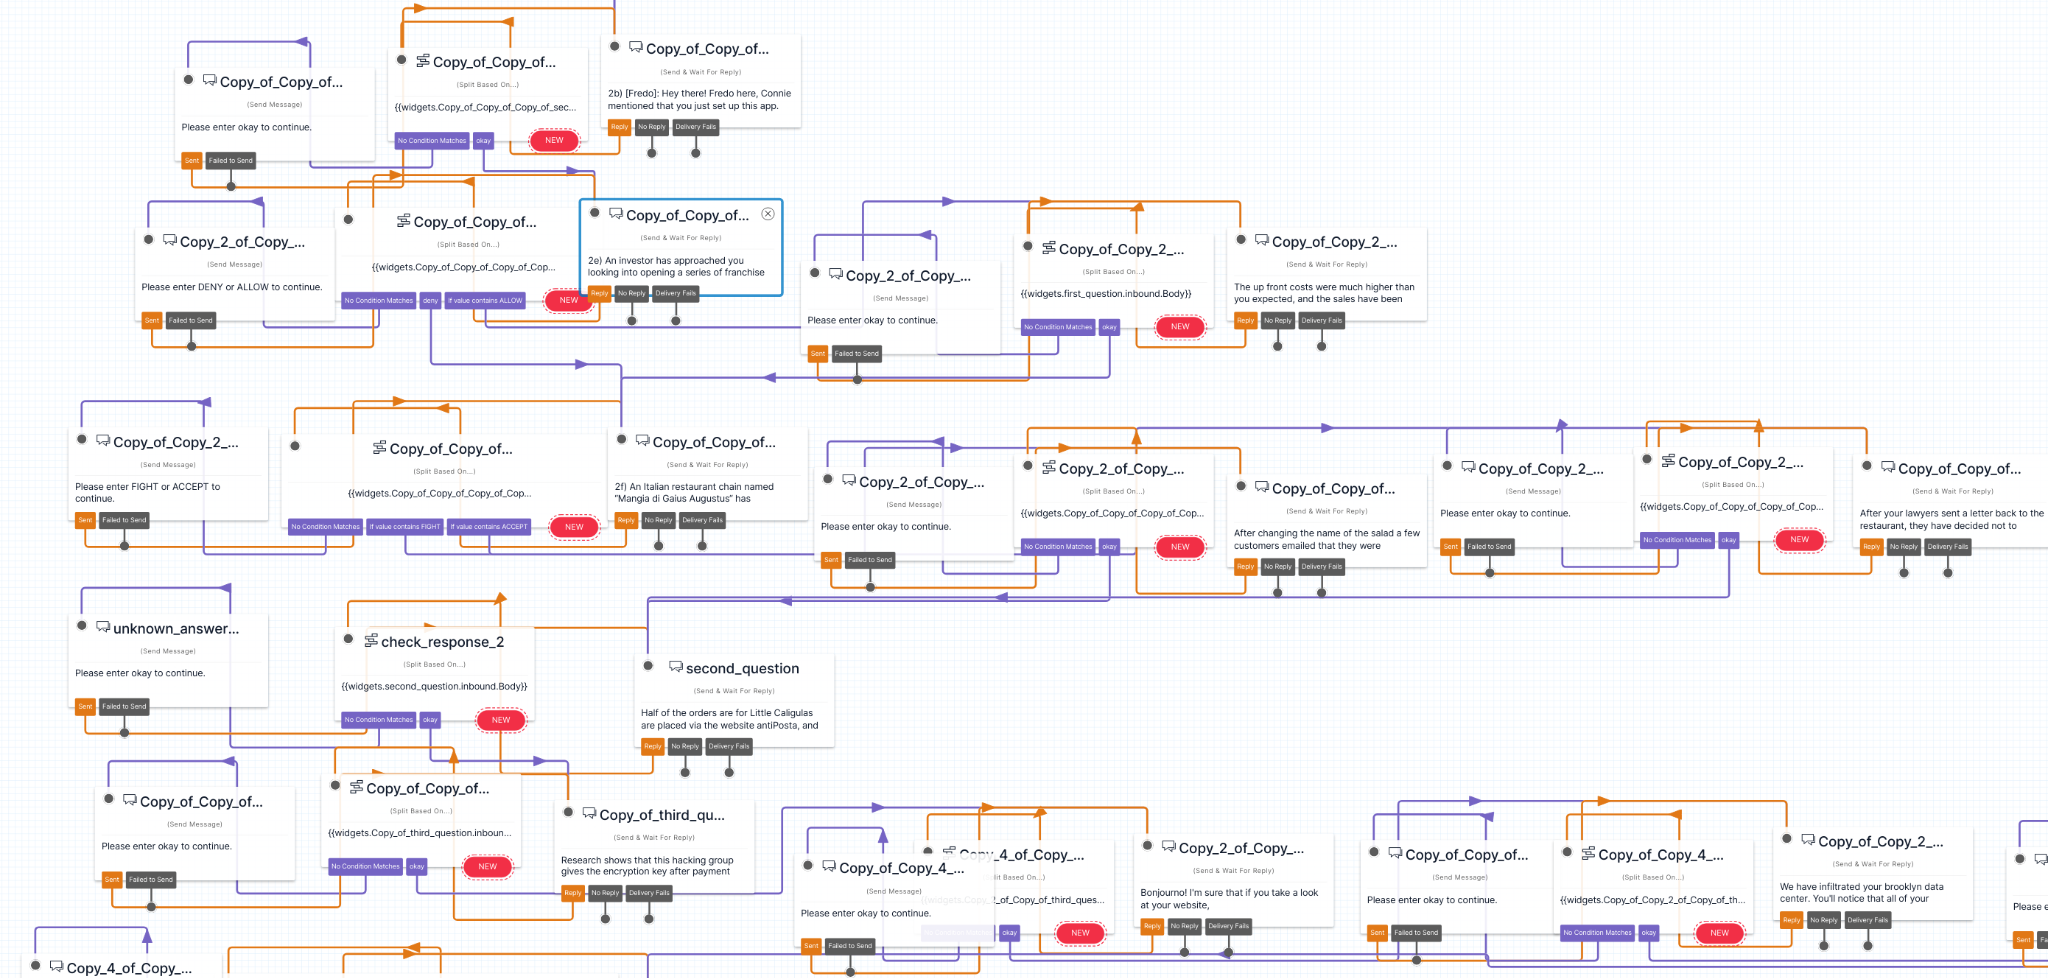 Copy_of_Copy_of...
(Send Message)
Please enter okay to continue.
Sent
Failed to Send
Copy_of_Copy_of...
(Split Based On...)
{{widgets.Copy_of_Copy_of_Copy_of_sec...
No Condition Matches
okay
NEW
Copy_of_Copy_of...
(Send & Wait For Reply)
2b) [Fredo]: Hey there! Fredo here, Connie
mentioned that you just set up this app.
Reply
No Reply
Delivery Fails
Copy_2_of_Copy_...
(Send Message)
Please enter DENY or ALLOW to continue.
Sent
Failed to Send
Copy_of_Copy_of...
(Split Based On...)
{{widgets.Copy_of_Copy_of_Copy_of_Cop...
No Condition Matches
deny
If value contains ALLOW
NEW
Copy_of_Copy_of...
(Send & Wait For Reply)
2e) An investor has approached you
looking into opening a series of franchise
Reply
No Reply
Delivery Fails
Copy_2_of_Copy_...
(Send Message)
Please enter okay to continue.
Sent
Failed to Send
Copy_of_Copy_2_...
(Split Based On...)
{{widgets.first_question.inbound.Body}}
No Condition Matches
okay
NEW
Copy_of_Copy_2_...
(Send & Wait For Reply)
The up front costs were much higher than
you expected, and the sales have been
Reply
No Reply
Delivery Fails
Copy_of_Copy_2_...
(Send Message)
Please enter FIGHT or ACCEPT to
continue.
Sent
Failed to Send
Copy_of_Copy_of...
(Split Based On...)
{{widgets.Copy_of_Copy_of_Copy_of_Cop...
No Condition Matches
If value contains FIGHT
If value contains ACCEPT
NEW
Copy_of_Copy_of...
(Send & Wait For Reply)
2f) An Italian restaurant chain named
"Mangia di Gaius Augustus" has
Reply
No Reply
Delivery Fails
Copy_2_of_Copy_...
(Send Message)
Please enter okay to continue.
Sent
Failed to Send
Copy_2_of_Copy_...
(Split Based On...)
{{widgets.Copy_of_Copy_of_Copy_of_Cop...
No Condition Matches
okay
NEW
Copy_of_Copy_of...
(Send & Wait For Reply)
After changing the name of the salad a few
customers emailed that they were
Reply
No Reply
Delivery Fails
Copy_of_Copy_2_...
(Send Message)
Please enter okay to continue.
Sent
Failed to Send
Copy_of_Copy_2_...
(Split Based On...)
{{widgets.Copy_of_Copy_of_Copy_of_Cop...
No Condition Matches
okay
NEW
Copy_of_Copy_of...
(Send & Wait For Reply)
After your lawyers sent a letter back to the
restaurant, they have decided not to
Reply
No Reply
Delivery Fails
unknown_answer...
(Send Message)
Please enter okay to continue.
Sent
Failed to Send
check_response_2
(Split Based On...)
{{widgets.second_question.inbound.Body}}
No Condition Matches
okay
NEW
second_question
(Send & Wait For Reply)
Half of the orders are for Little Caligulas
are placed via the website antiPosta, and
Reply
No Reply
Delivery Fails
Copy_of_Copy_of...
(Send Message)
Please enter okay to continue.
Sent
Failed to Send
Copy_of_Copy_of...
(Split Based On...)
{{widgets.Copy_of_third_question.inboun...
No Condition Matches
okay
NEW
Copy_of_third_qu...
(Send & Wait For Reply)
Research shows that this hacking group
gives the encryption key after payment
Reply
No Reply
Delivery Fails
Copy_of_Copy_4_...
(Send Message)
Please enter okay to continue.
Sent
Failed to Send
Copy_4_of_Copy_...
(Split Based On...)
{{widgets.Copy_2_of_Copy_of_third_ques...
No Condition Matches
okay
NEW
Copy_2_of_Copy_...
(Send & Wait For Reply)
Bonjourno! I'm sure that if you take a look
at your website,
Reply
No Reply
Delivery Fails
Copy_of_Copy_of...
(Send Message)
Please enter okay to continue.
Sent
Failed to Send
Copy_of_Copy_4_...
(Split Based On...)
{{widgets.Copy_of_Copy_2_of_Copy_of_th...
No Condition Matches
okay
NEW
Copy_of_Copy_2_...
(Send & Wait For Reply)
We have infiltrated your brooklyn data
center. You'll notice that all of your
Reply
No Reply
Delivery Fails
Please e
Sent
Fa
Copy_4_of_Copy_...